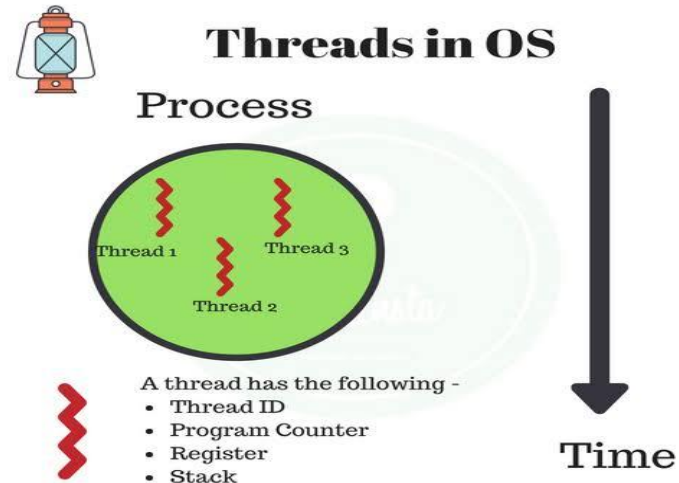 Threads in OS
Process
Thread 1
Thread 3
Thread 2
A thread has the following -
• Thread ID
• Program Counter
• Register
• Stack
Time